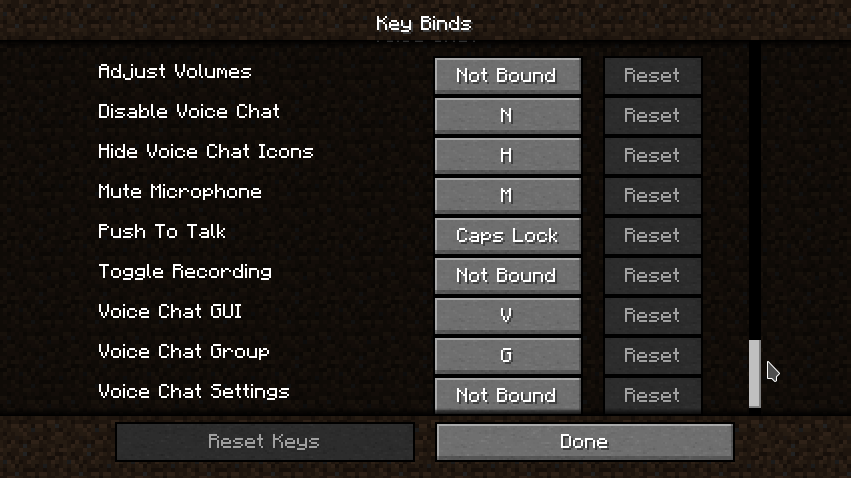 Key Binds
Adjust Volumes Not Bound Reset
Disable Voice Chat N Reset
Hide Voice Chat Icons H Reset
Mute Microphone M Reset
Push To Talk Caps Lock Reset
Toggle Recording Not Bound Reset
Voice Chat GUI V Reset
Voice Chat Group G Reset
Voice Chat Settings Not Bound Reset
Reset Keys Done